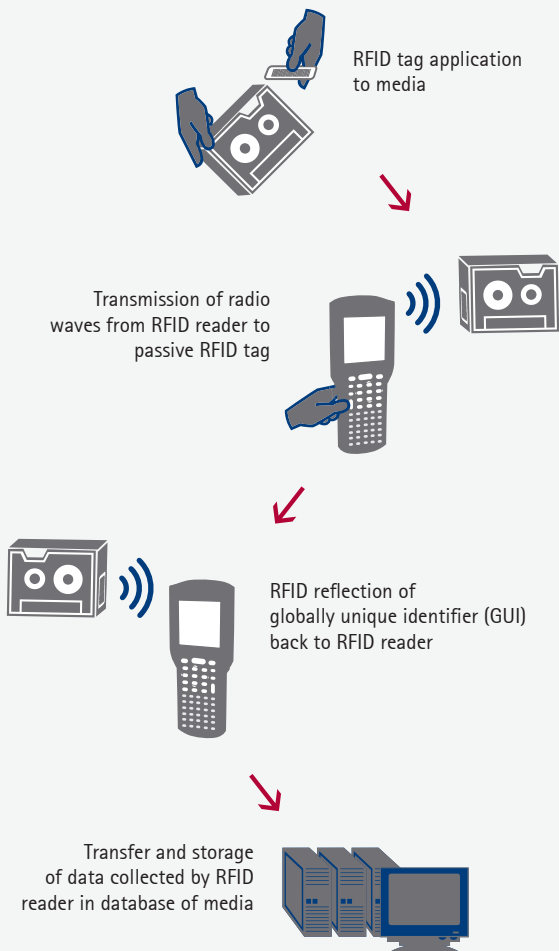 RFID tag application
to media
Transmission of radio
waves from RFID reader to
passive RFID tag
RFID reflection of
globally unique identifier (GUI)
back to RFID reader
Transfer and storage
of data collected by RFID
reader in database of media